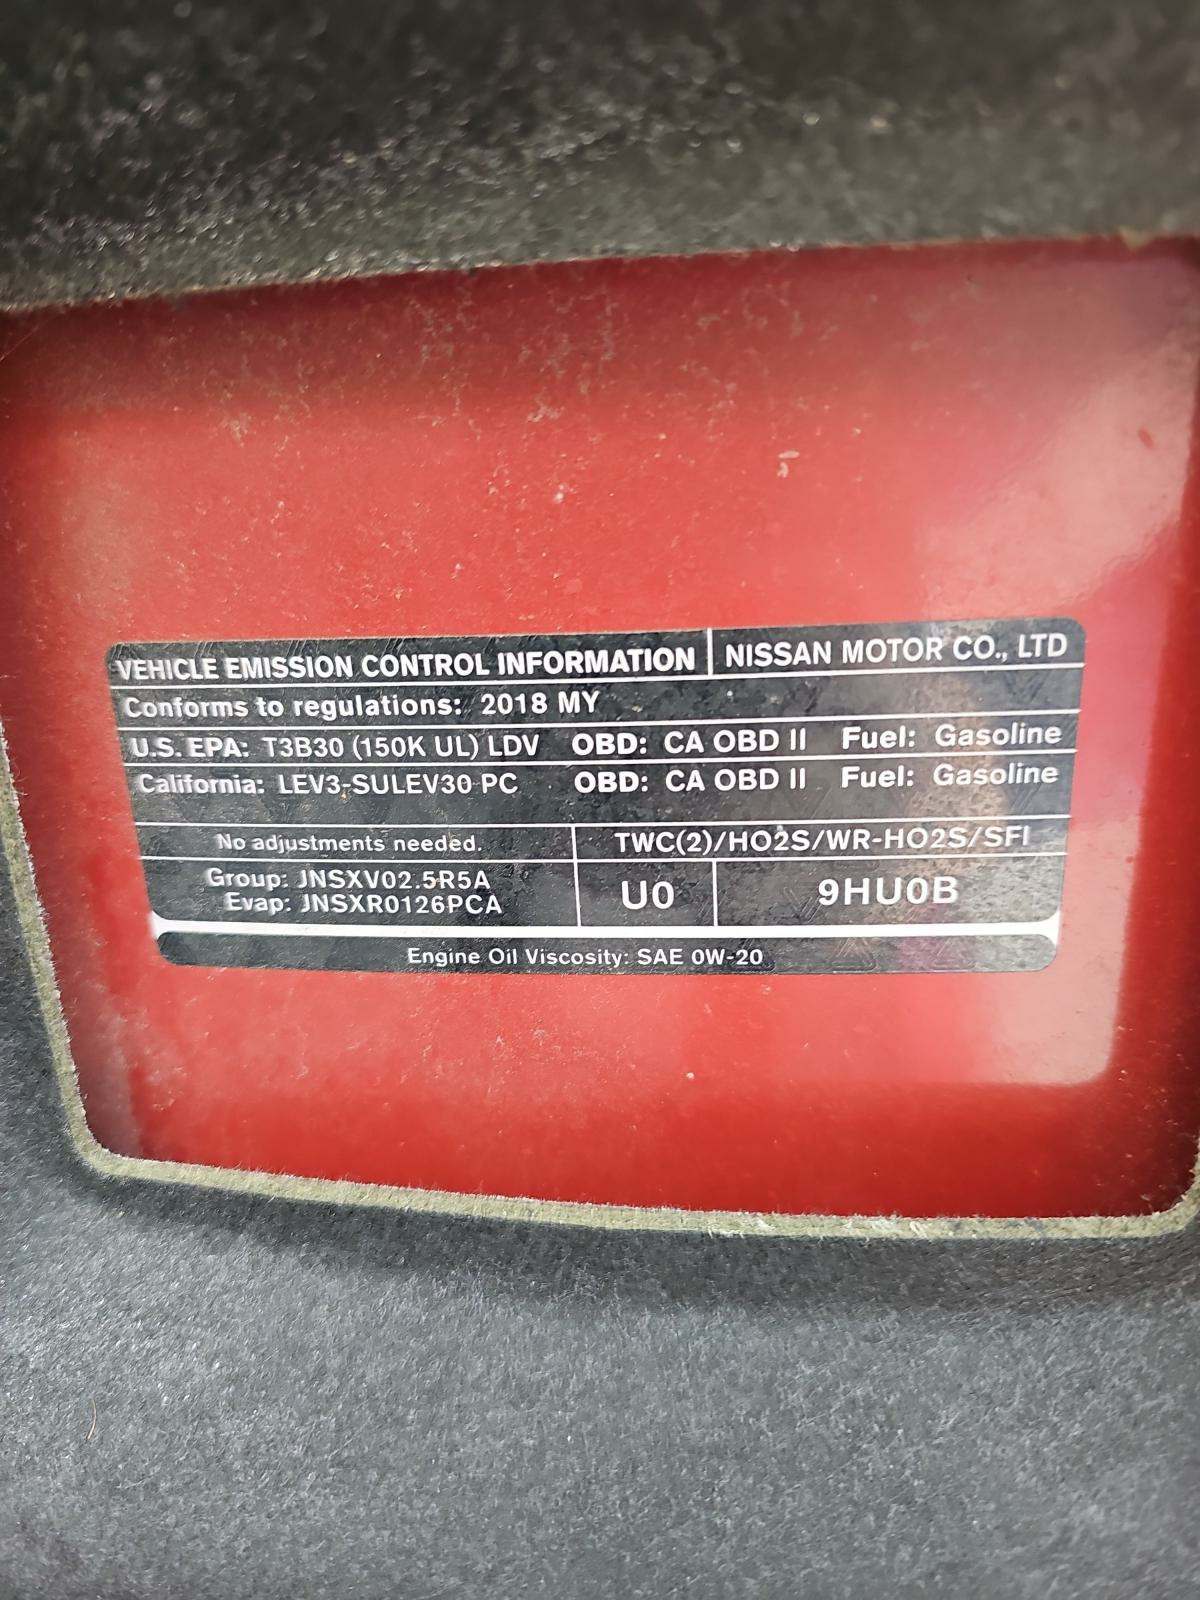 VEHICLE EMISSION CONTROL INFORMATION NISSAN MOTOR CO., LTD
Conforms to regulations: 2018 MY
U.S. EPA: T3B30 (150K UL) LDV OBD: CA OBD II Fuel: Gasoline
California: LEV3-SULEV30 PC OBD: CA OBD II Fuel: Gasoline
No adjustments needed. TWC(2)/HO2S/WR-HO2S/SFI
Group: JNSXV02.5R5A
Evap: JNSXR0126PCA
U0 9HU0B
Engine Oil Viscosity: SAE 0W-20